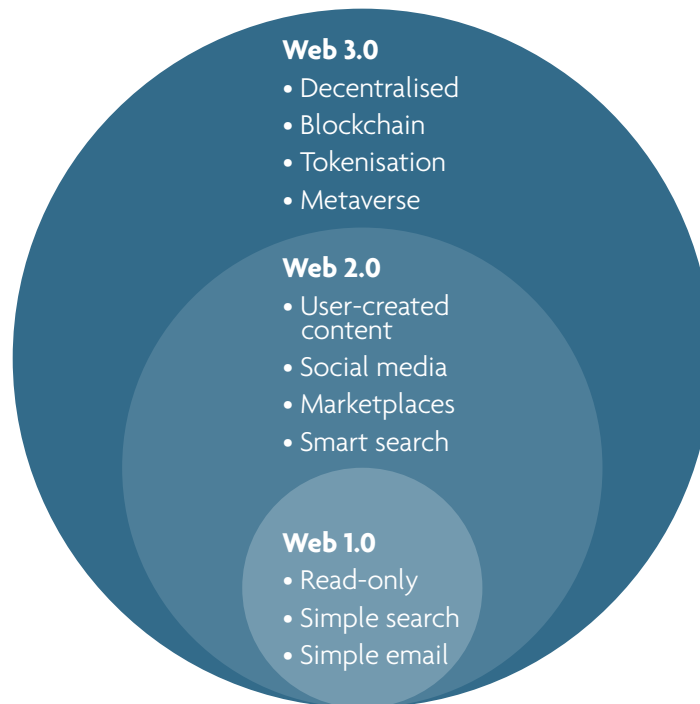 Web 3.0
• Decentralised
• Blockchain
• Tokenisation
• Metaverse
Web 2.0
• User-created
content
• Social media
• Marketplaces
• Smart search
Web 1.0
• Read-only
• Simple search
• Simple email